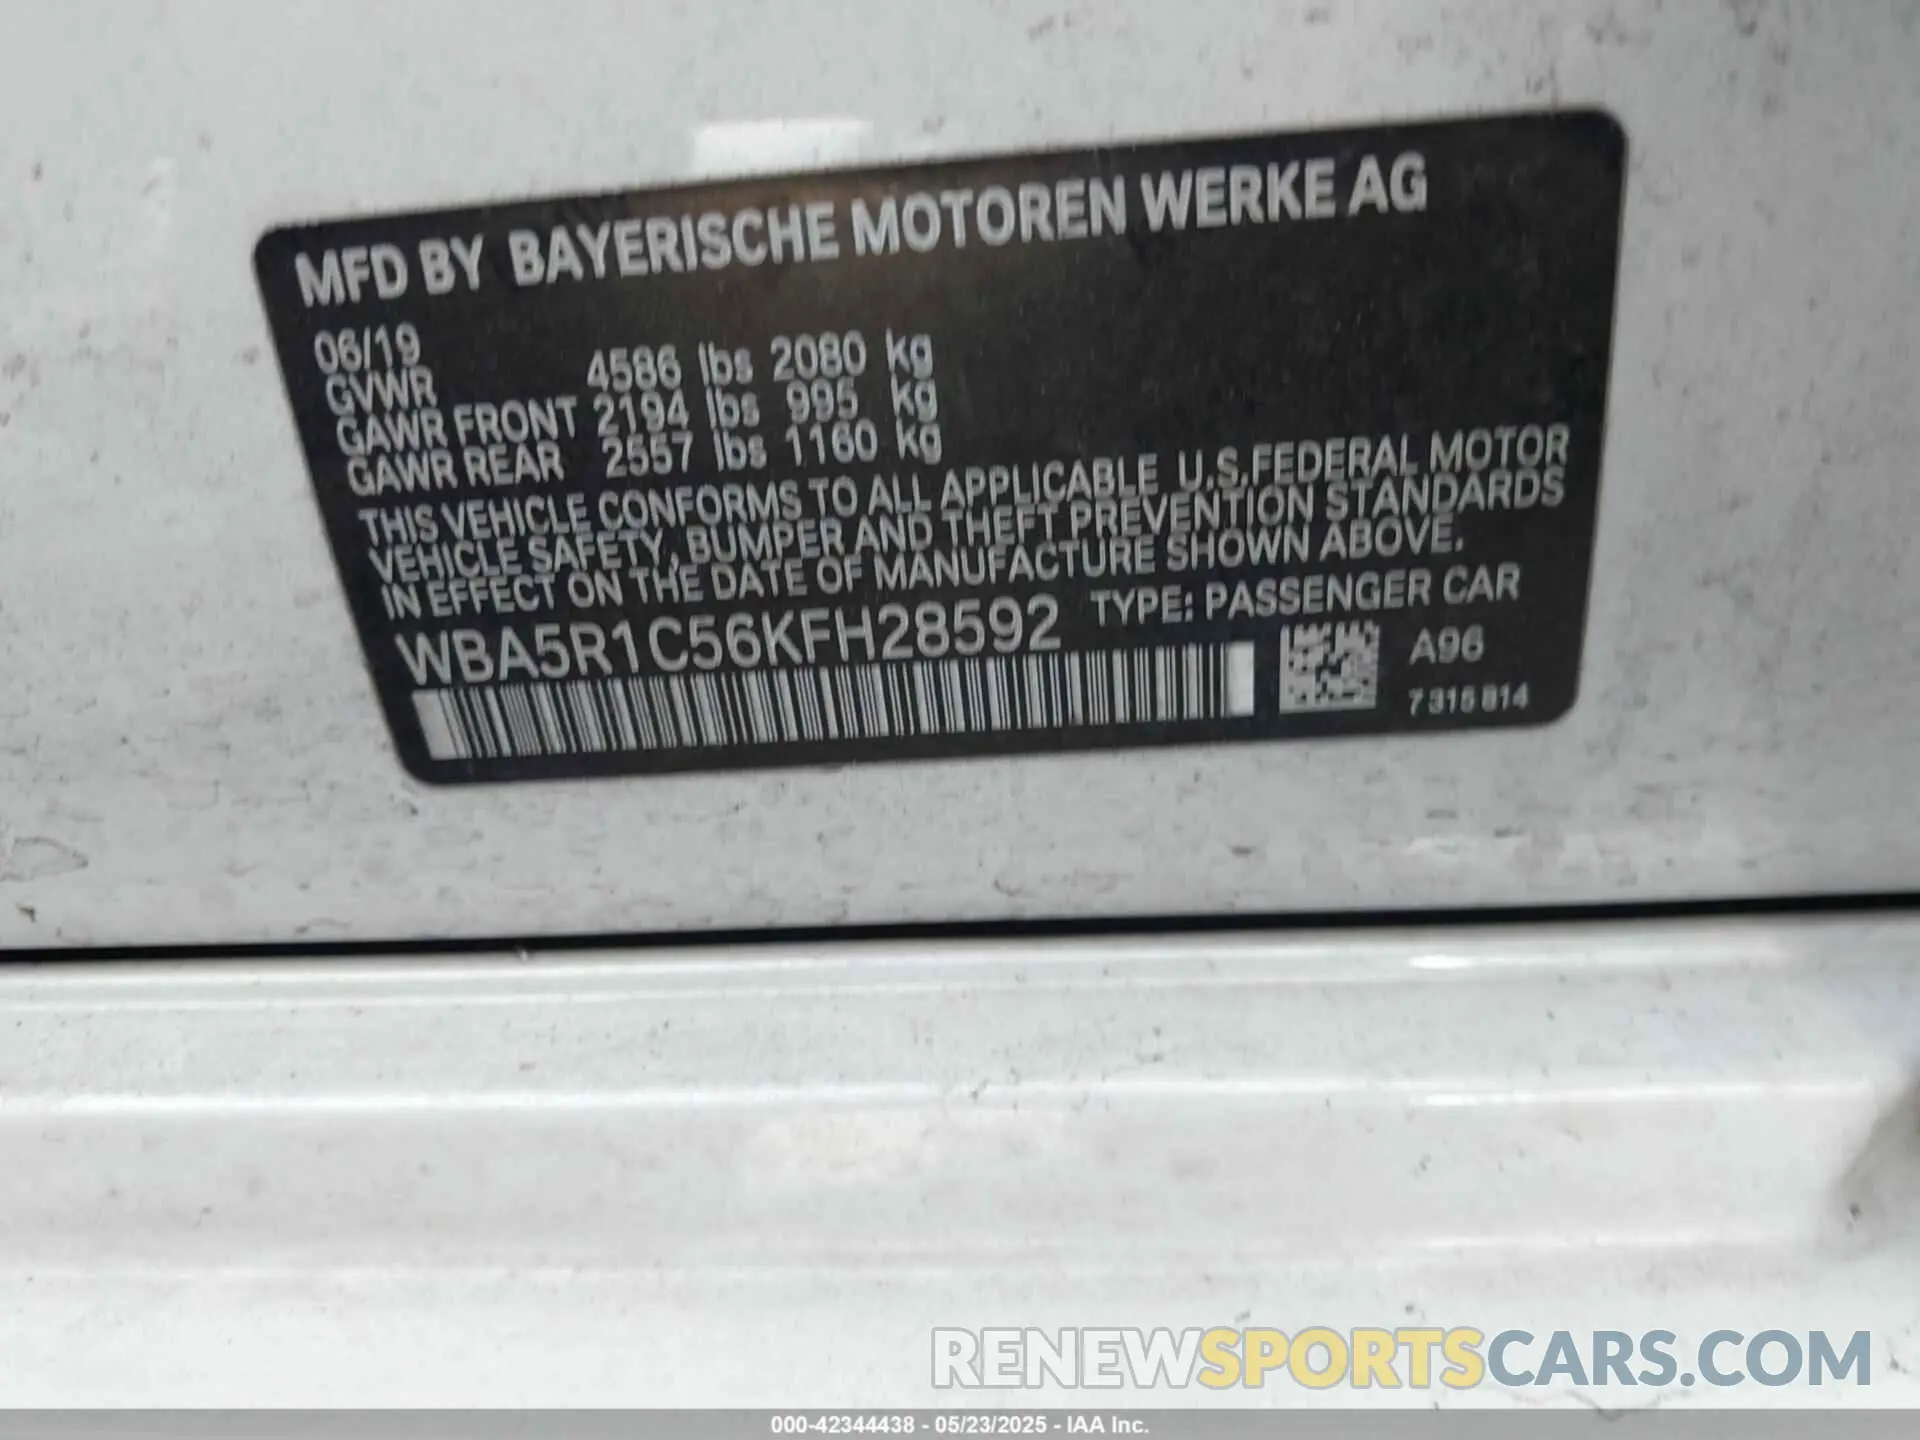 MFD BY BAYERISCHE MOTOREN WERKE AG
06/19
GVWR 4586 lbs 2080 kg
GAWR FRONT 2194 lbs 995 kg
GAWR REAR 2557 lbs 1160 kg
THIS VEHICLE CONFORMS TO ALL APPLICABLE U.S.FEDERAL MOTOR
VEHICLE SAFETY, BUMPER AND THEFT PREVENTION STANDARDS
IN EFFECT ON THE DATE OF MANUFACTURE SHOWN ABOVE.
WBA5R1C56KFH28592 TYPE: PASSENGER CAR
A96
7 315 814
RENEWSPORTSCARS.COM
000-42344438 - 05/23/2025 - IAA Inc.